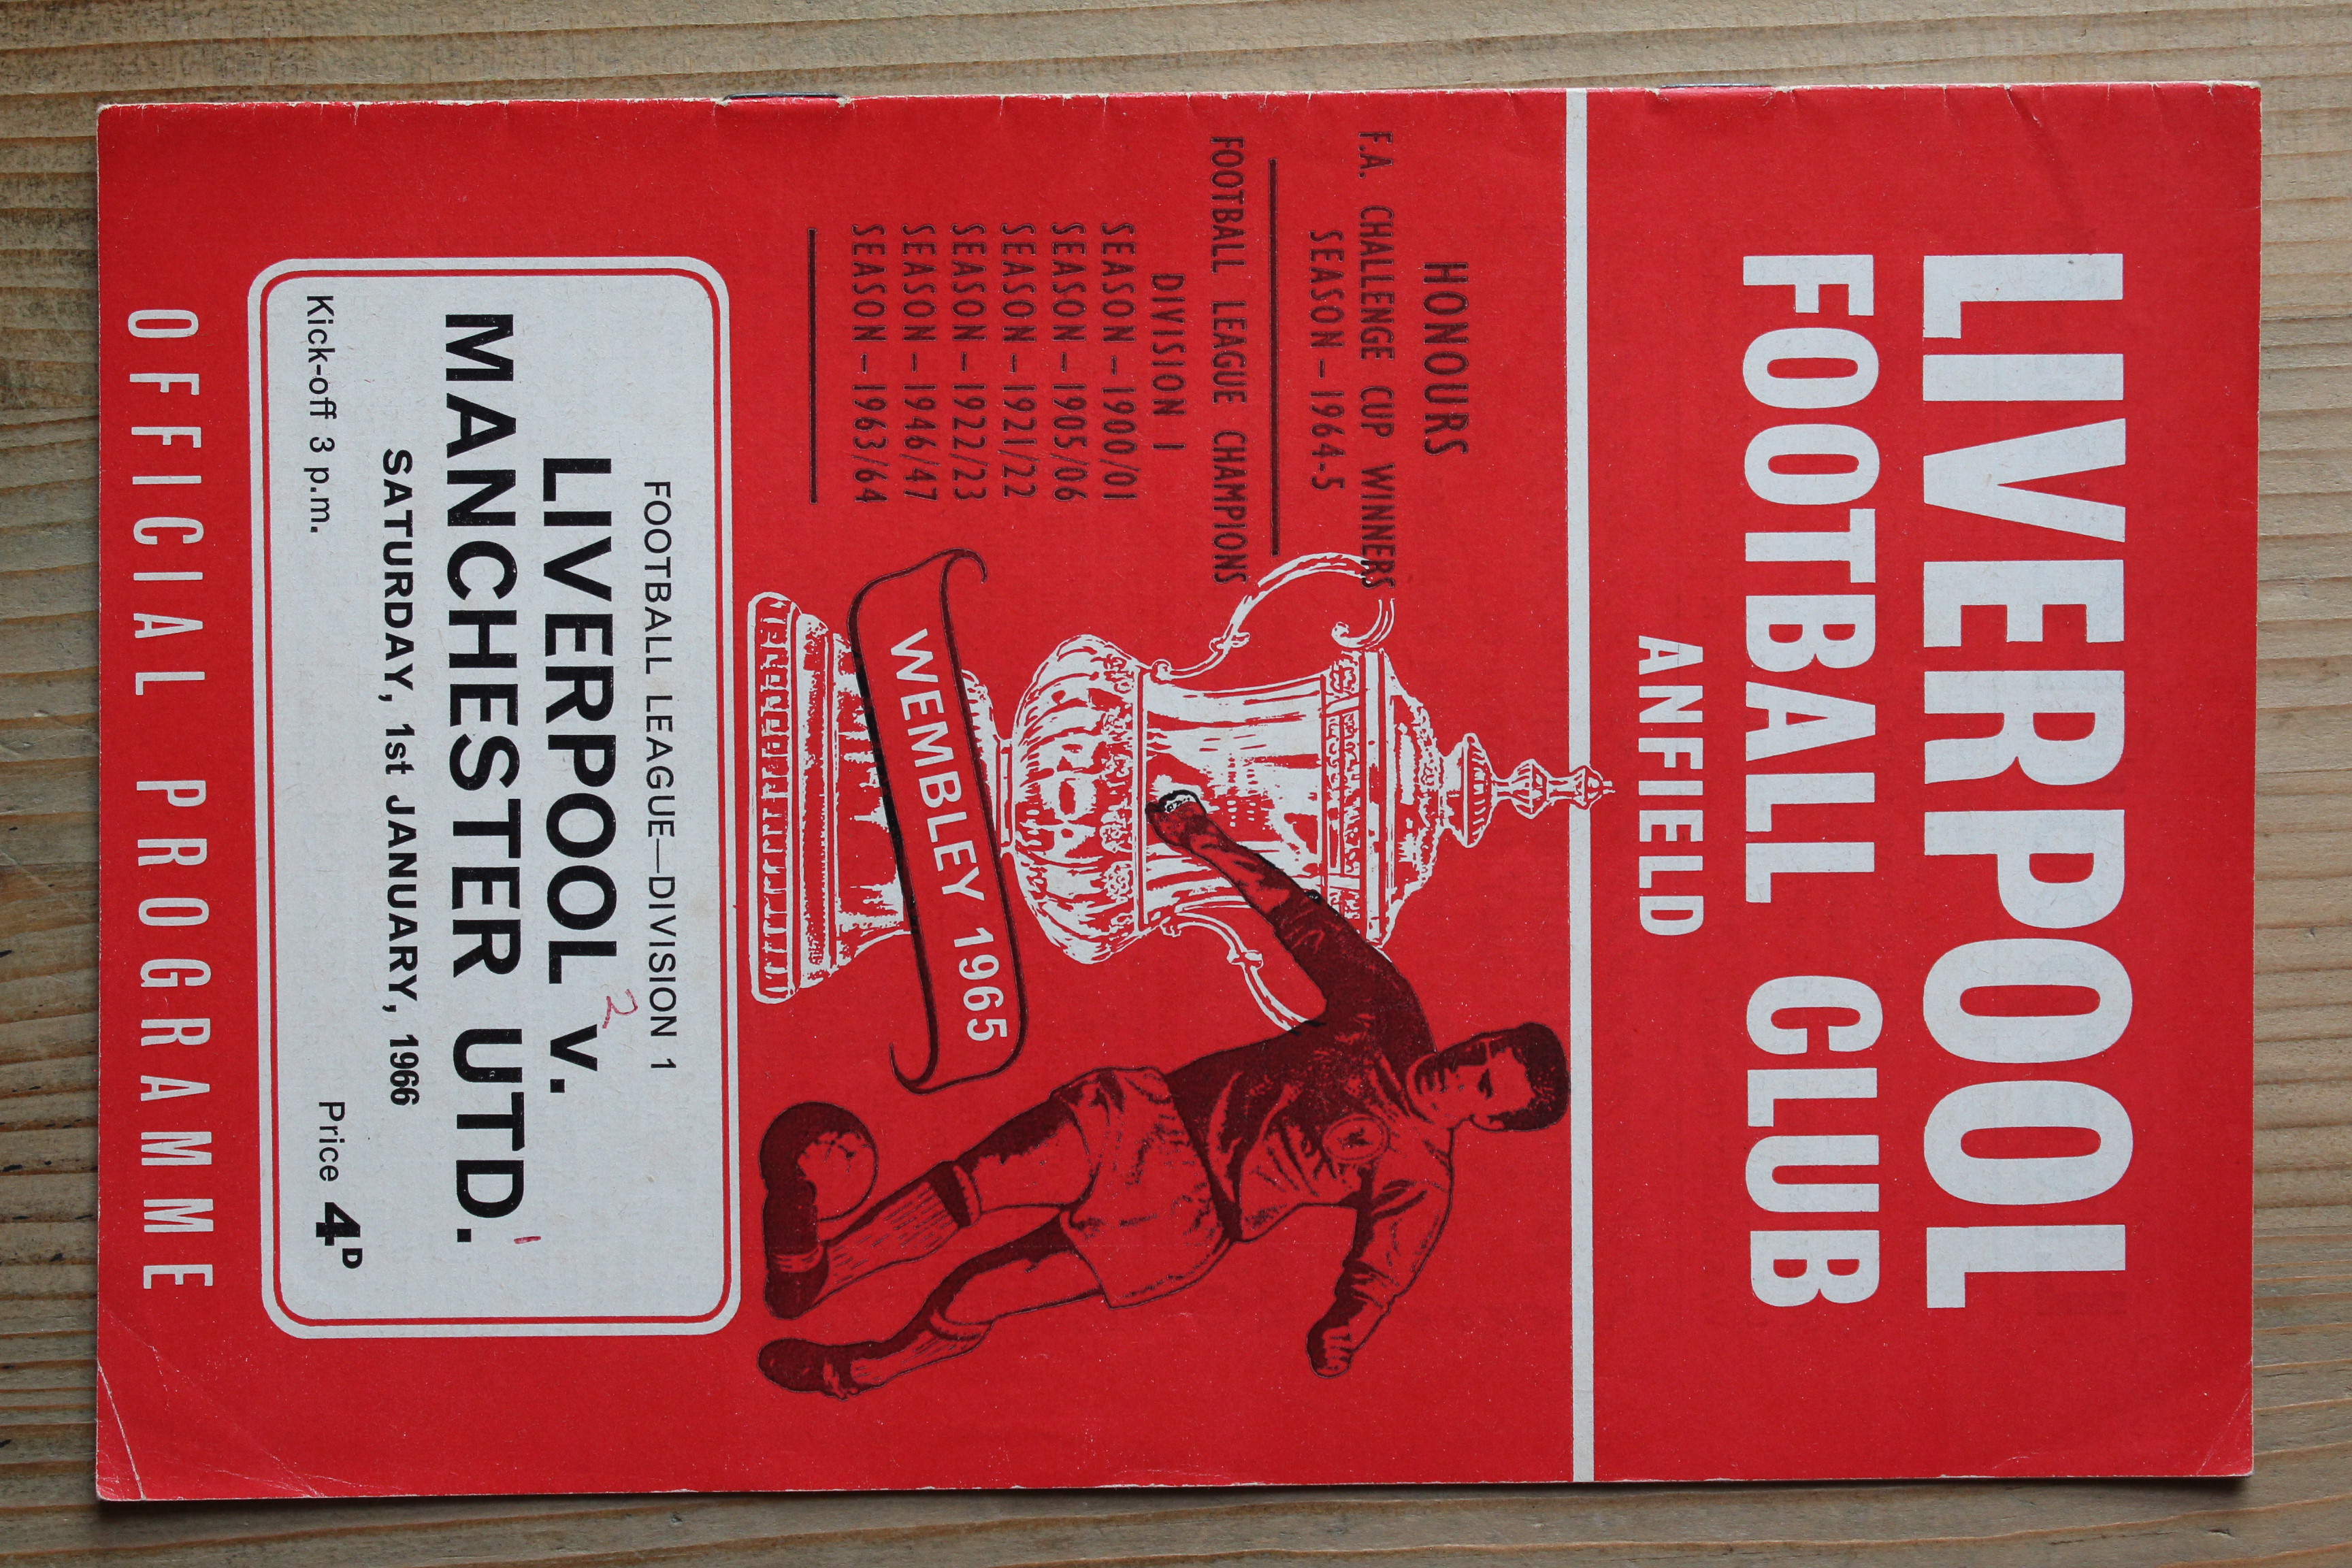 LIVERPOOL
FOOTBALL CLUB
ANFIELD
HONOURS
F.A. CHALLENGE CUP WINNERS
SEASON – 1964-5
FOOTBALL LEAGUE CHAMPIONS
DIVISION 1
SEASON – 1900/01
SEASON – 1905/06
SEASON – 1921/22
SEASON – 1922/23
SEASON – 1946/47
SEASON – 1963/64
WEMBLEY 1965
FOOTBALL LEAGUE—DIVISION 1
2
LIVERPOOL v.
1
MANCHESTER UTD.
SATURDAY, 1st JANUARY, 1966
Kick-off 3 p.m. Price 4D
OFFICIAL PROGRAMME